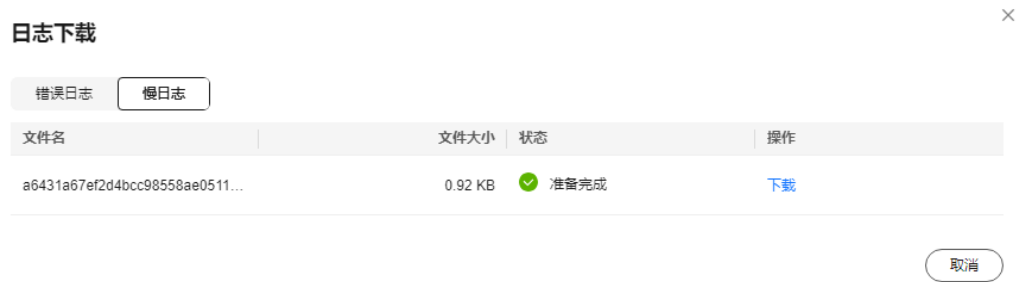 日志下载
错误日志 慢日志
文件名 文件大小 状态 操作
a6431a67ef2d4bcc98558ae0511... 0.92 KB 准备完成 下载
取消